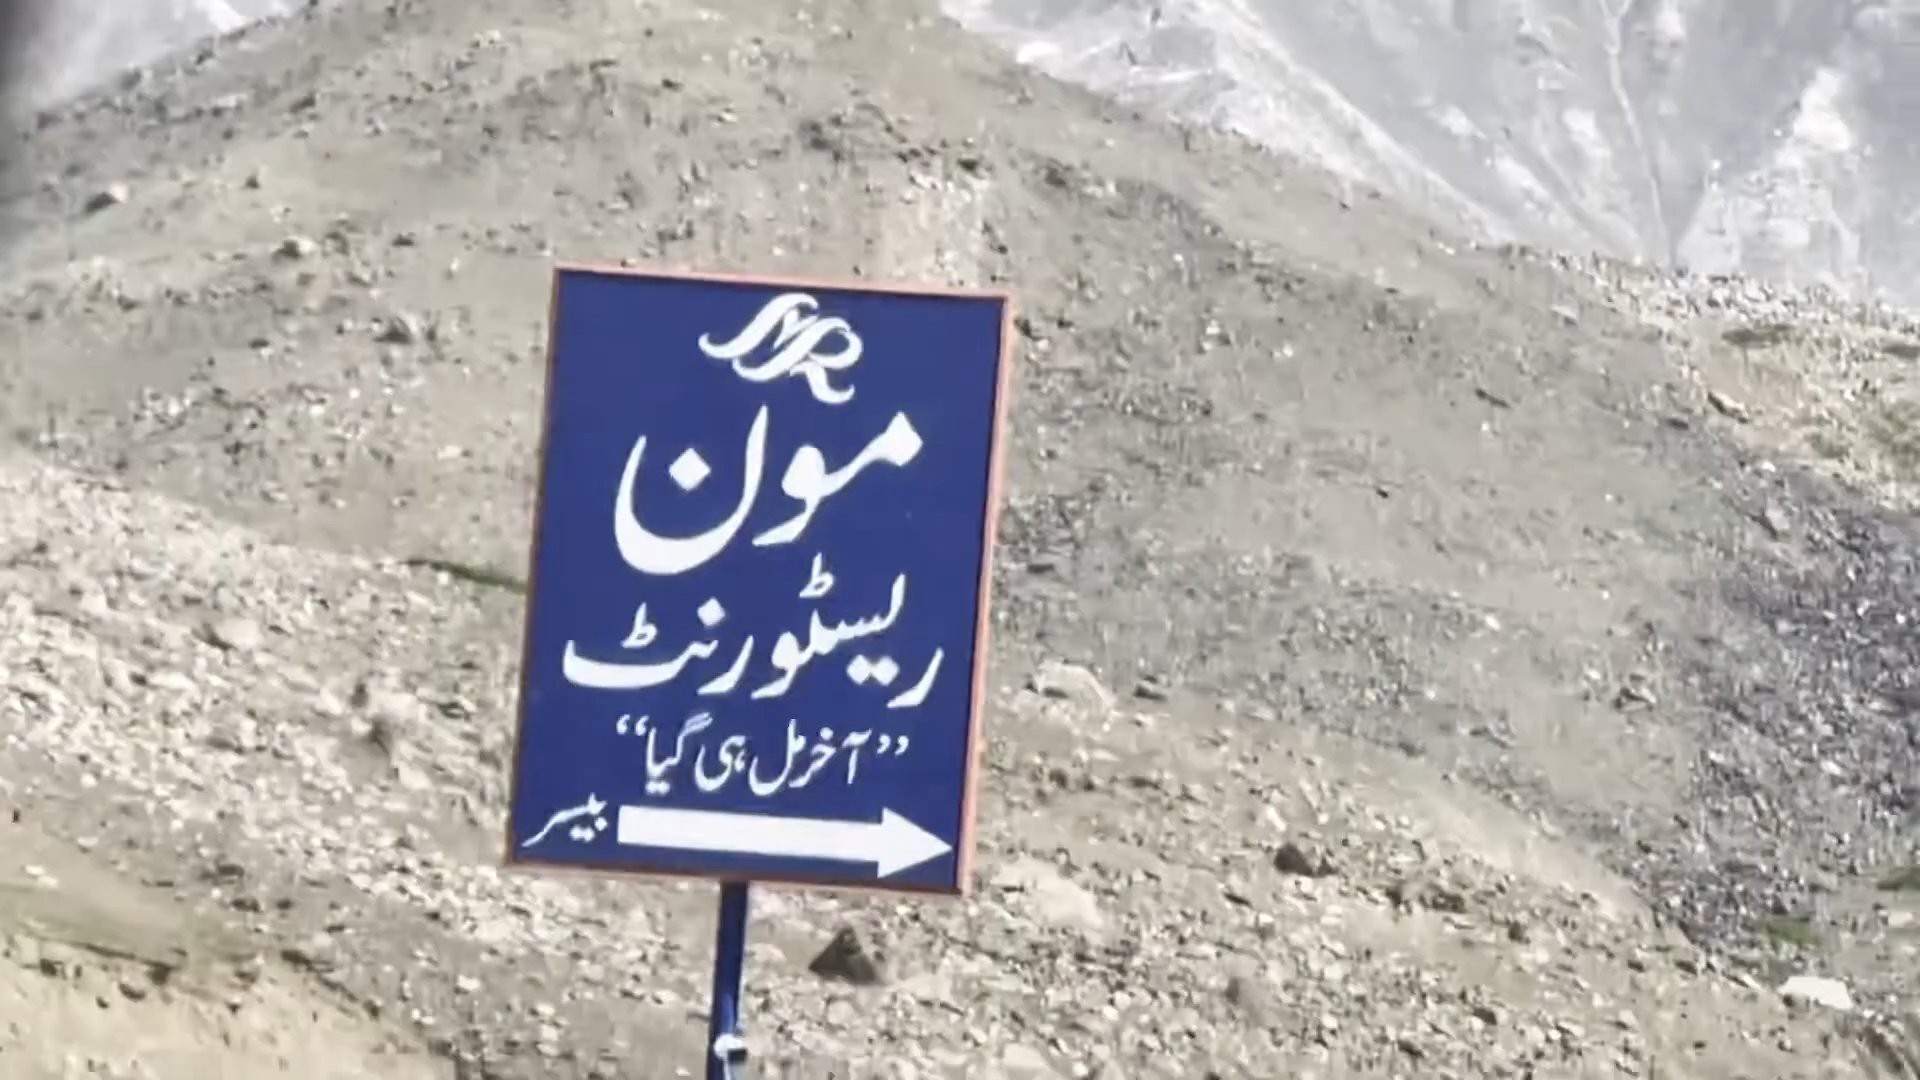 مون
ریسٹورنٹ
”آخر مل ہی گیا“
بیسر